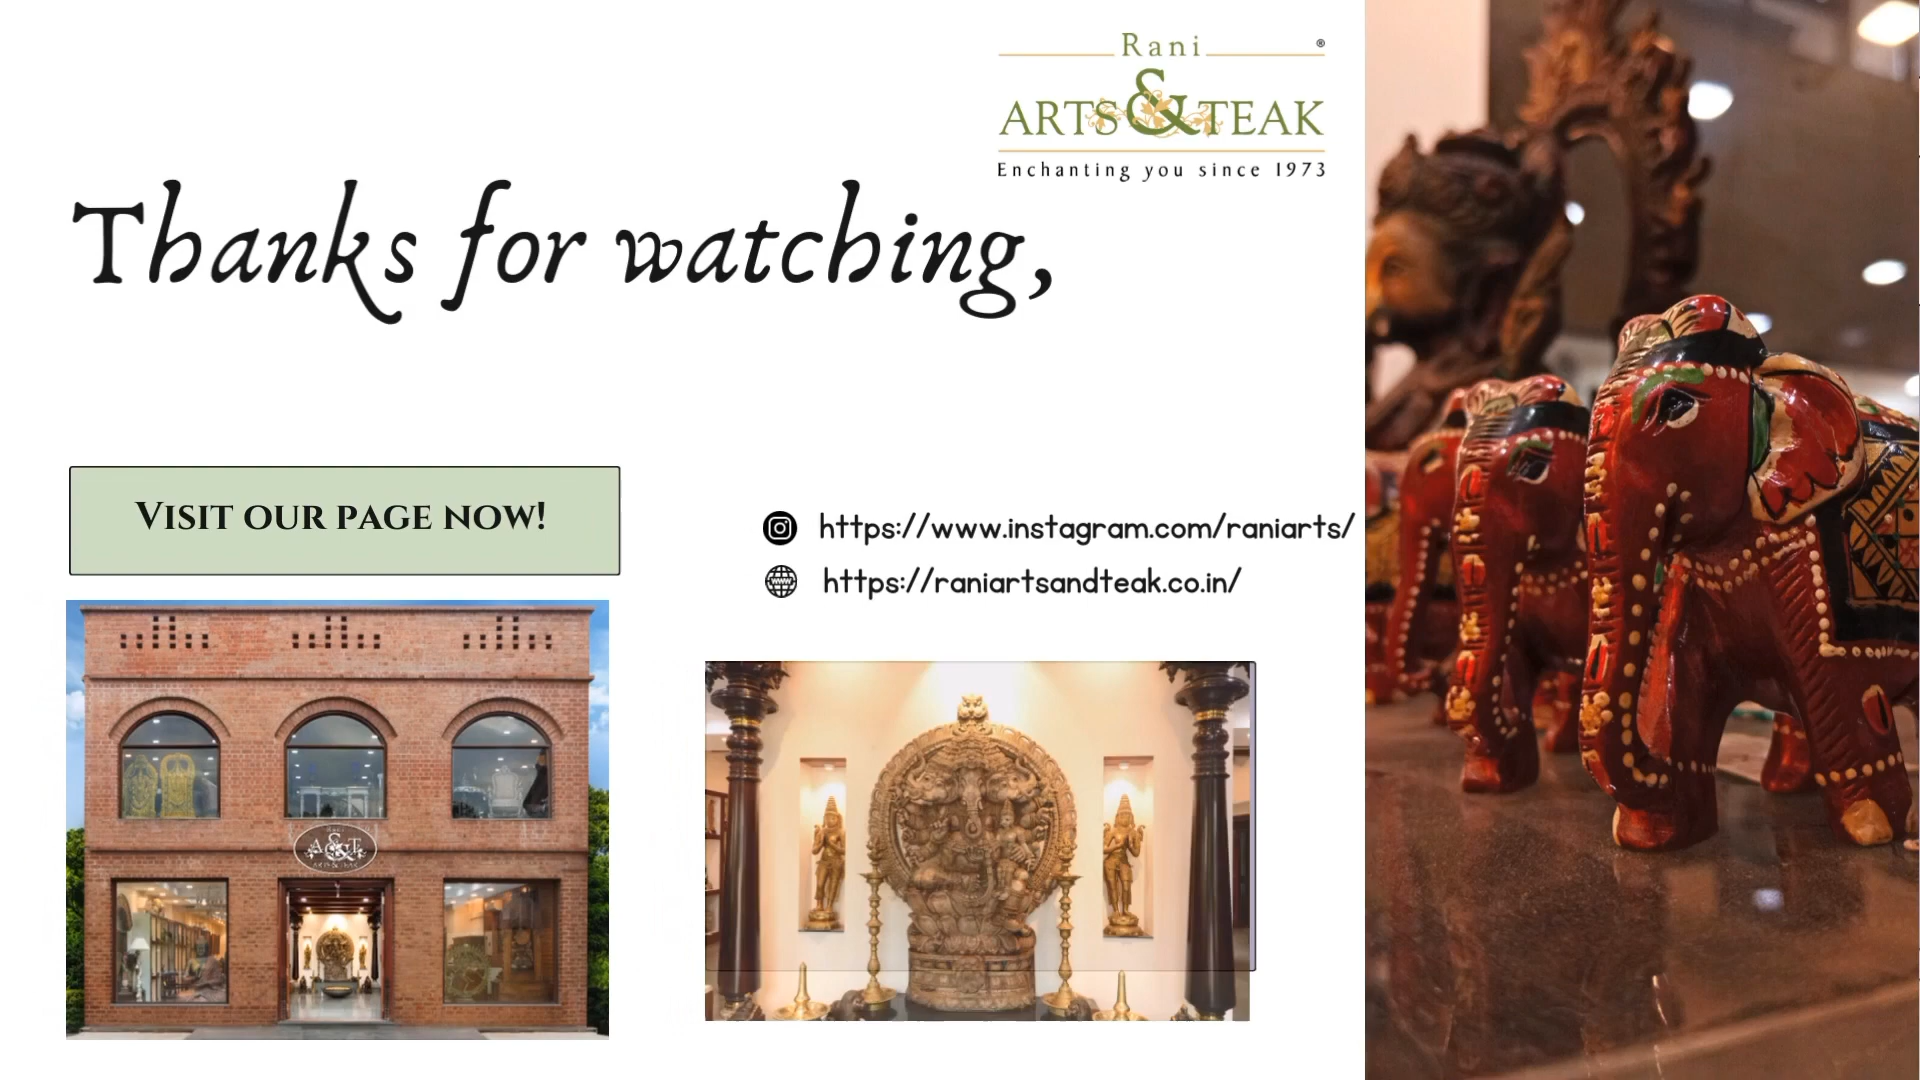 Rani ®
ARTS & TEAK
Enchanting you since 1973
Thanks for watching,
VISIT OUR PAGE NOW!
https://www.instagram.com/raniarts/
https://raniartsandteak.co.in/
A&T